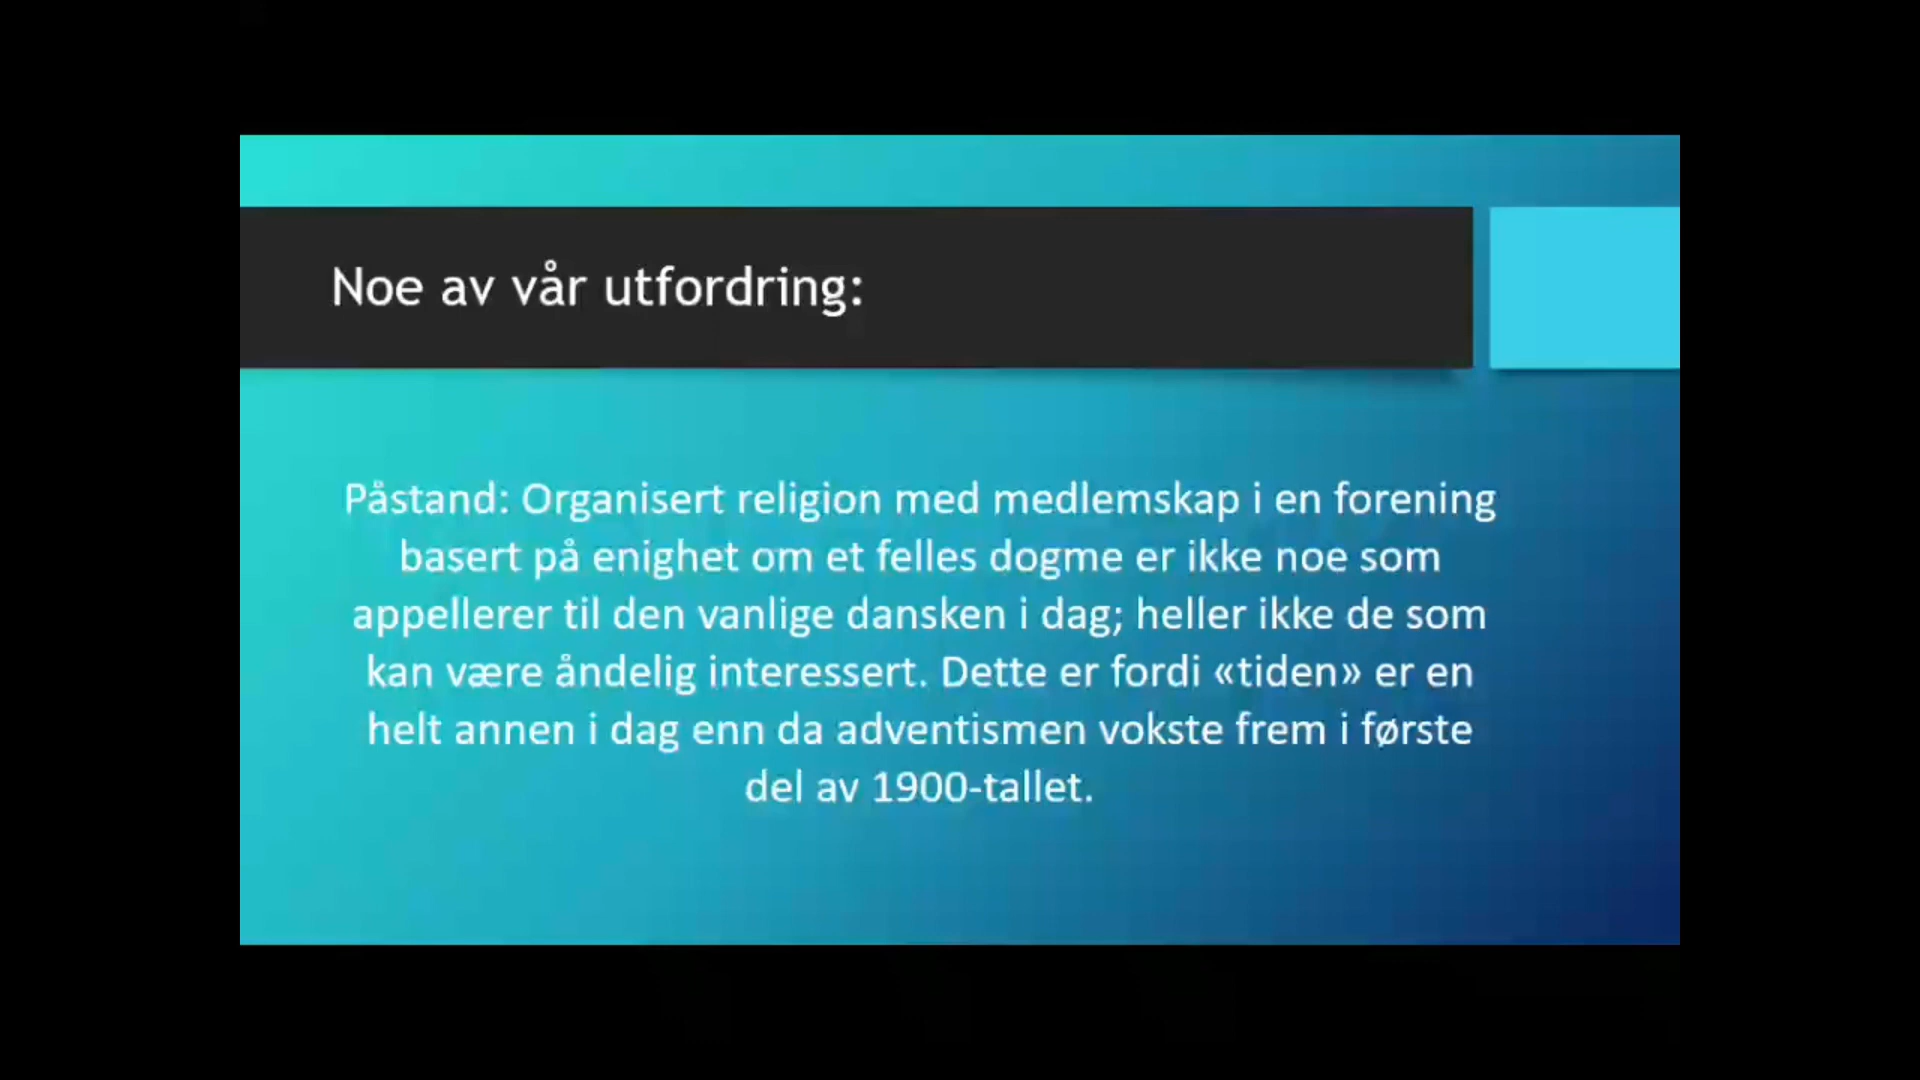 Noe av vår utfordring:
Påstand: Organisert religion med medlemskap i en forening
basert på enighet om et felles dogme er ikke noe som
appellerer til den vanlige dansken i dag; heller ikke de som
kan være åndelig interessert. Dette er fordi «tiden» er en
helt annen i dag enn da adventismen vokste frem i første
del av 1900-tallet.